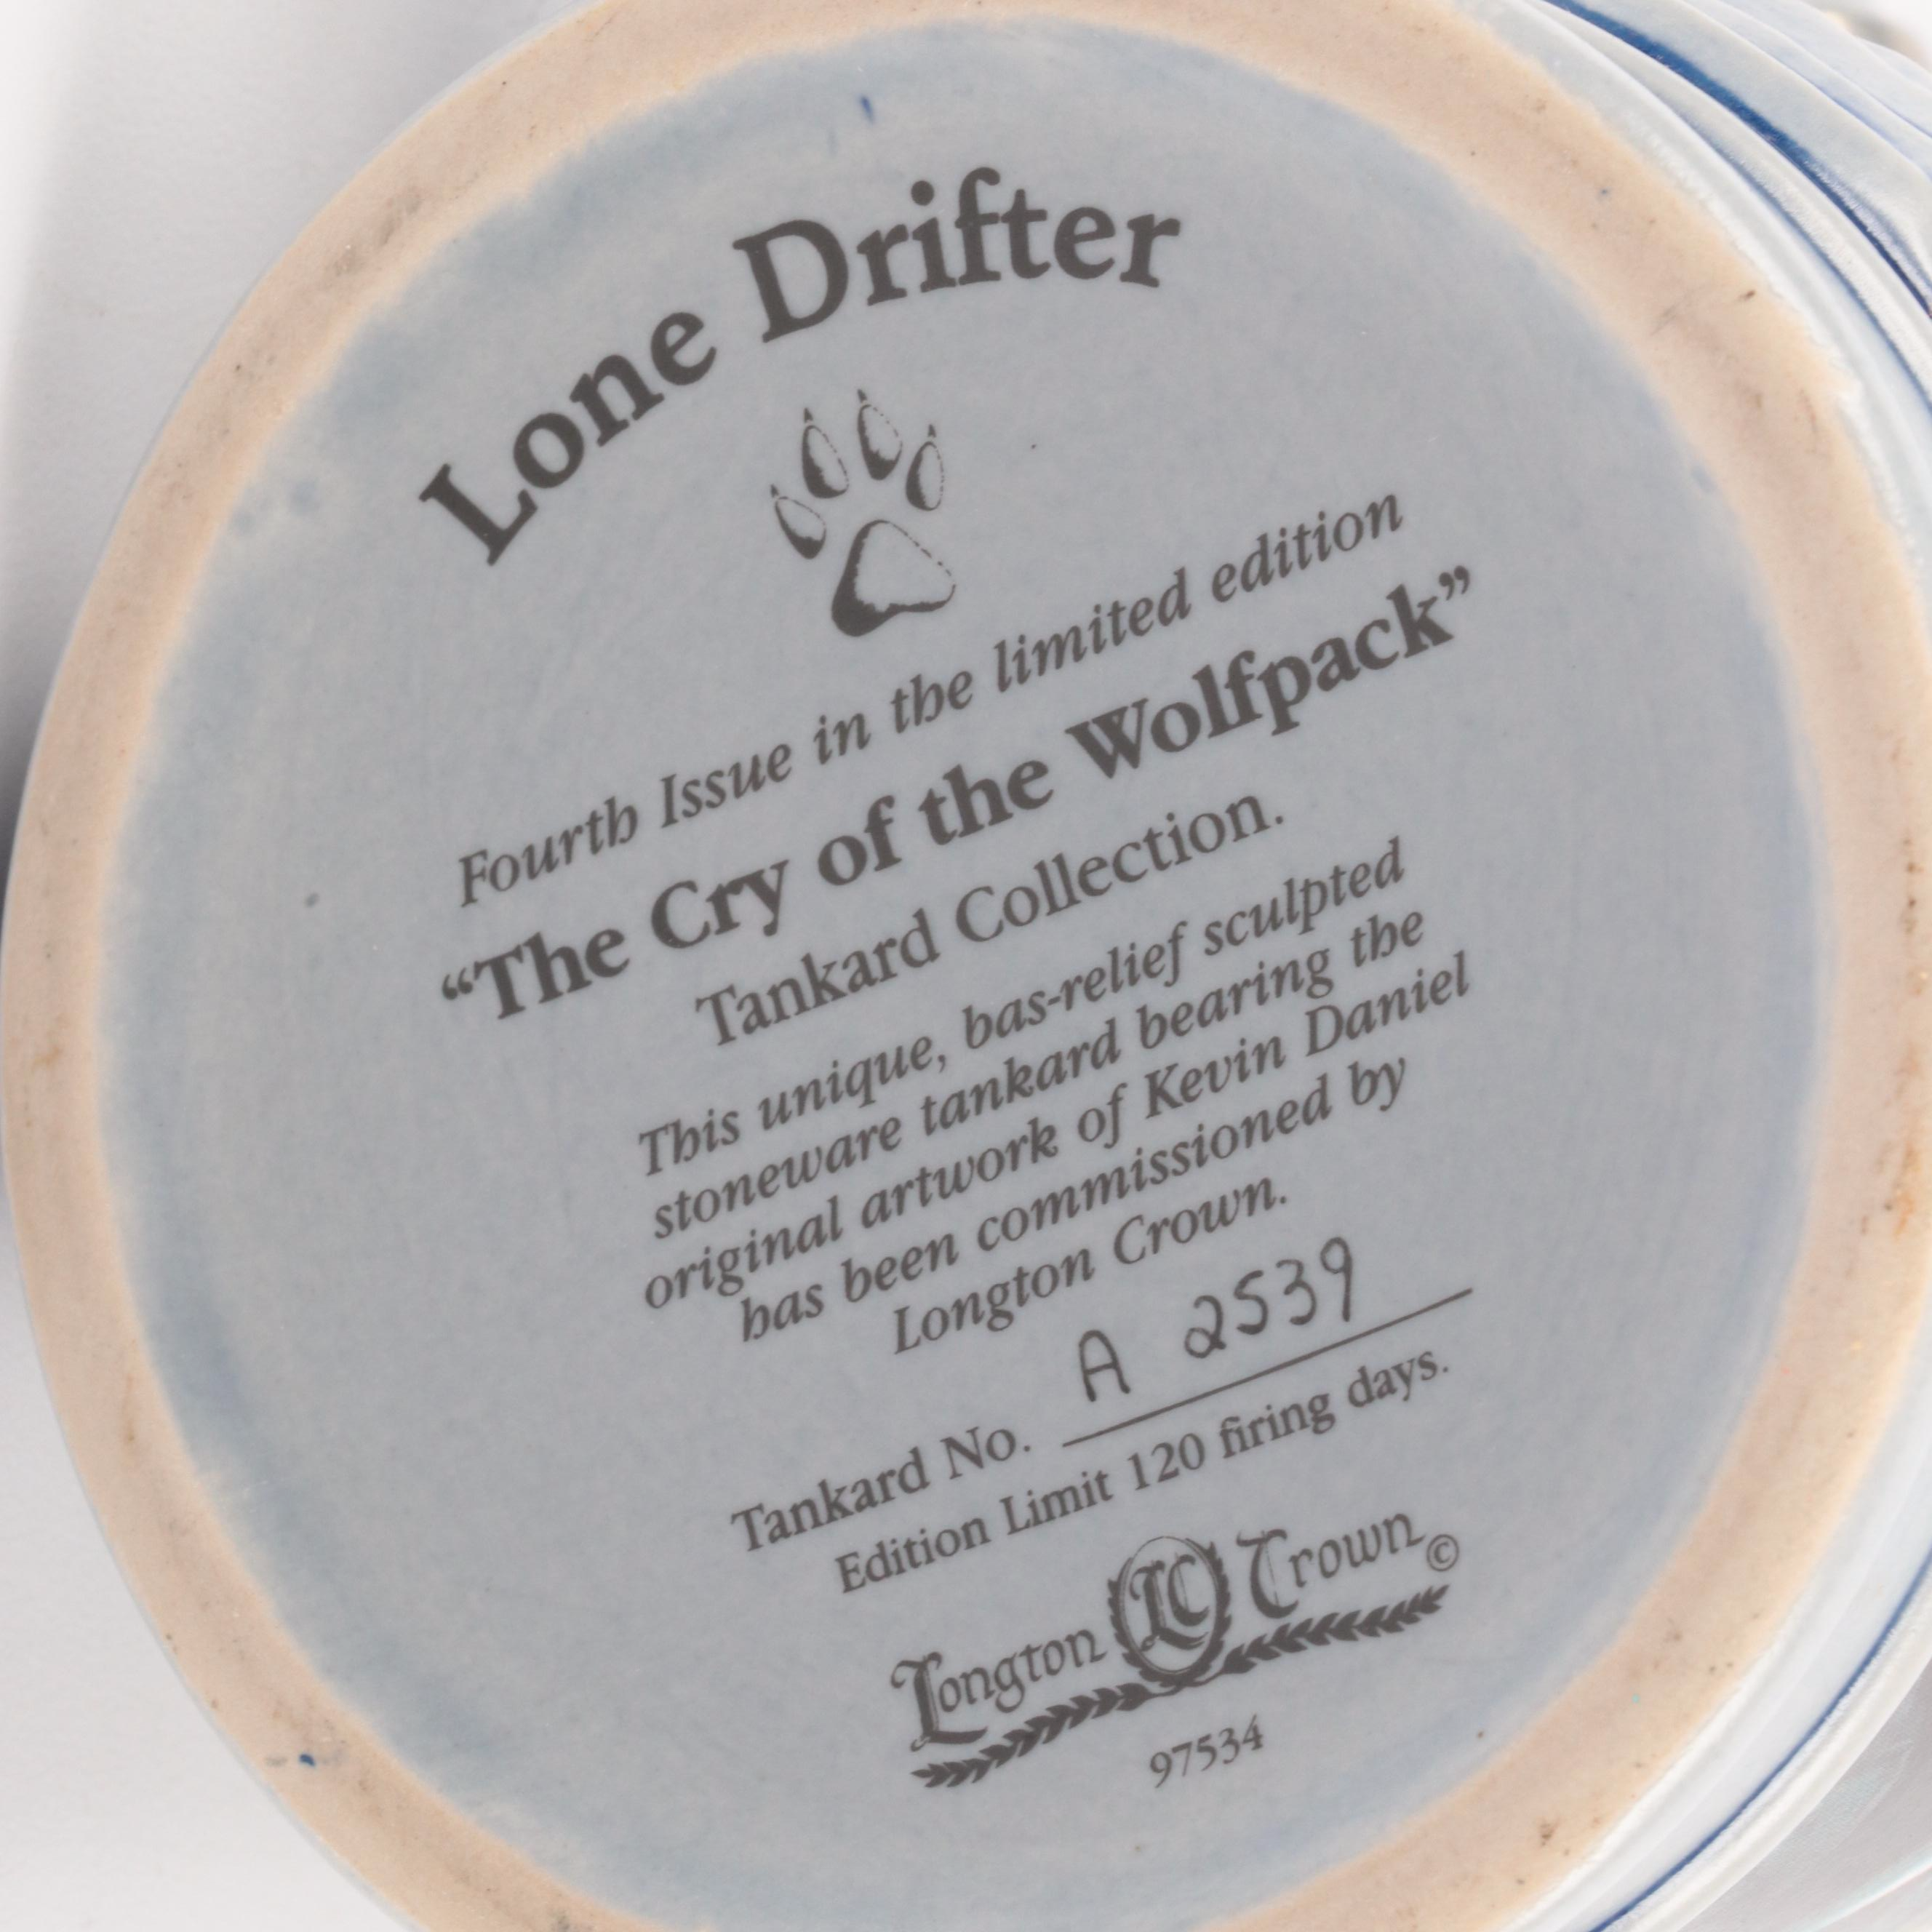 Lone Drifter
Fourth Issue in the limited edition
“The Cry of the Wolfpack”
Tankard Collection.
This unique, bas-relief sculpted
stoneware tankard bearing the
original artwork of Kevin Daniel
has been commissioned by
Longton Crown.
Tankard No. A 2539
Edition Limit 120 firing days.
Longton LC Crown ©
97534